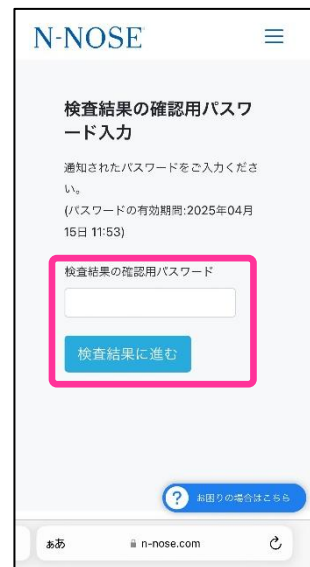 N-NOSE
検査結果の確認用パスワ
ード入力
通知されたパスワードをご入力くださ
い。
(パスワードの有効期間:2025年04月
15日 11:53)
検査結果の確認用パスワード
検査結果に進む
? お困りの場合はこちら
ぁあ n-nose.com